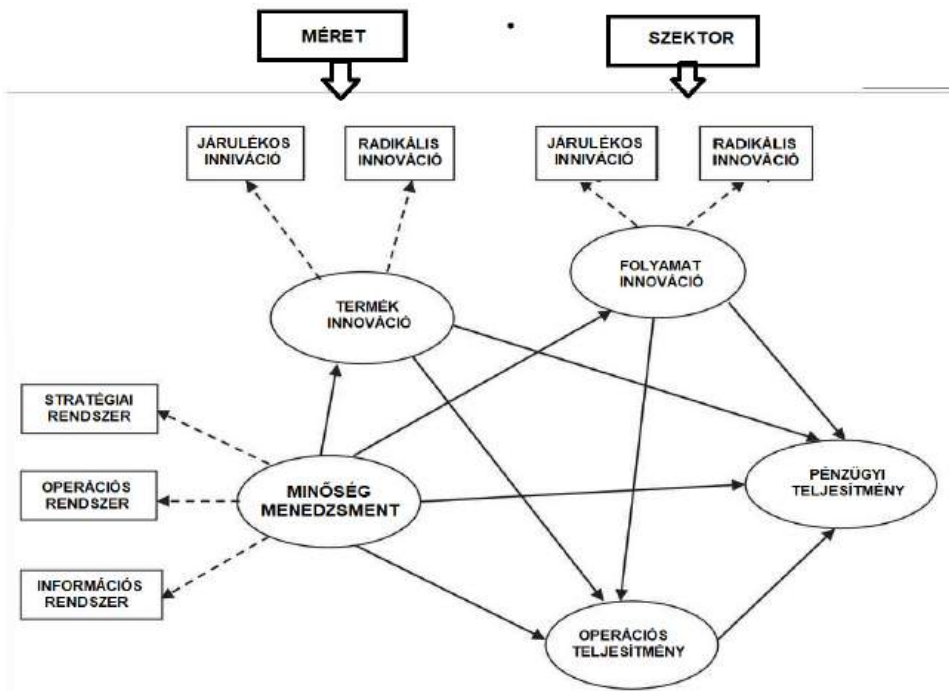 MÉRET
SZEKTOR
JÁRULÉKOS
INNIVÁCIÓ
RADIKÁLIS
INNOVÁCIÓ
JÁRULÉKOS
INNIVÁCIÓ
RADIKÁLIS
INNOVÁCIÓ
FOLYAMAT
INNOVÁCIÓ
TERMÉK
INNOVÁCIÓ
STRATÉGIAI
RENDSZER
OPERÁCIÓS
RENDSZER
INFORMÁCIÓS
RENDSZER
MINŐSÉG
MENEDZSMENT
PÉNZÜGYI
TELJESÍTMÉNY
OPERÁCIÓS
TELJESÍTMÉNY